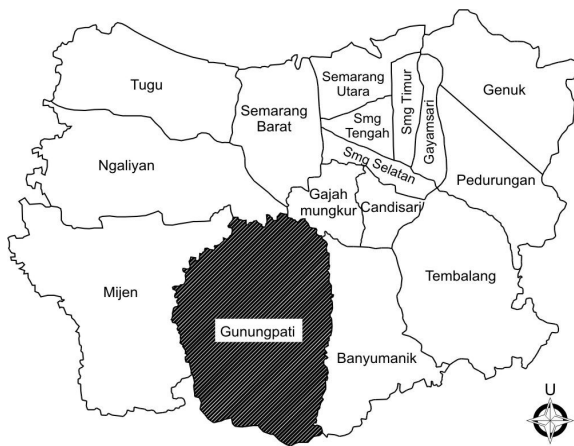 Tugu
Semarang
Utara
Smg Timur
Gayamsari
Genuk
Semarang
Barat
Smg
Tengah
Ngaliyan
Smg Selatan
Pedurungan
Gajah
mungkur
Candisari
Mijen
Tembalang
Gunungpati
Banyumanik
U